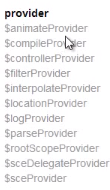 provider
$animateProvider
$compileProvider
$controllerProvider
$filterProvider
$interpolateProvider
$locationProvider
$logProvider
$parseProvider
$rootScopeProvider
$sceDelegateProvider
$sceProvider